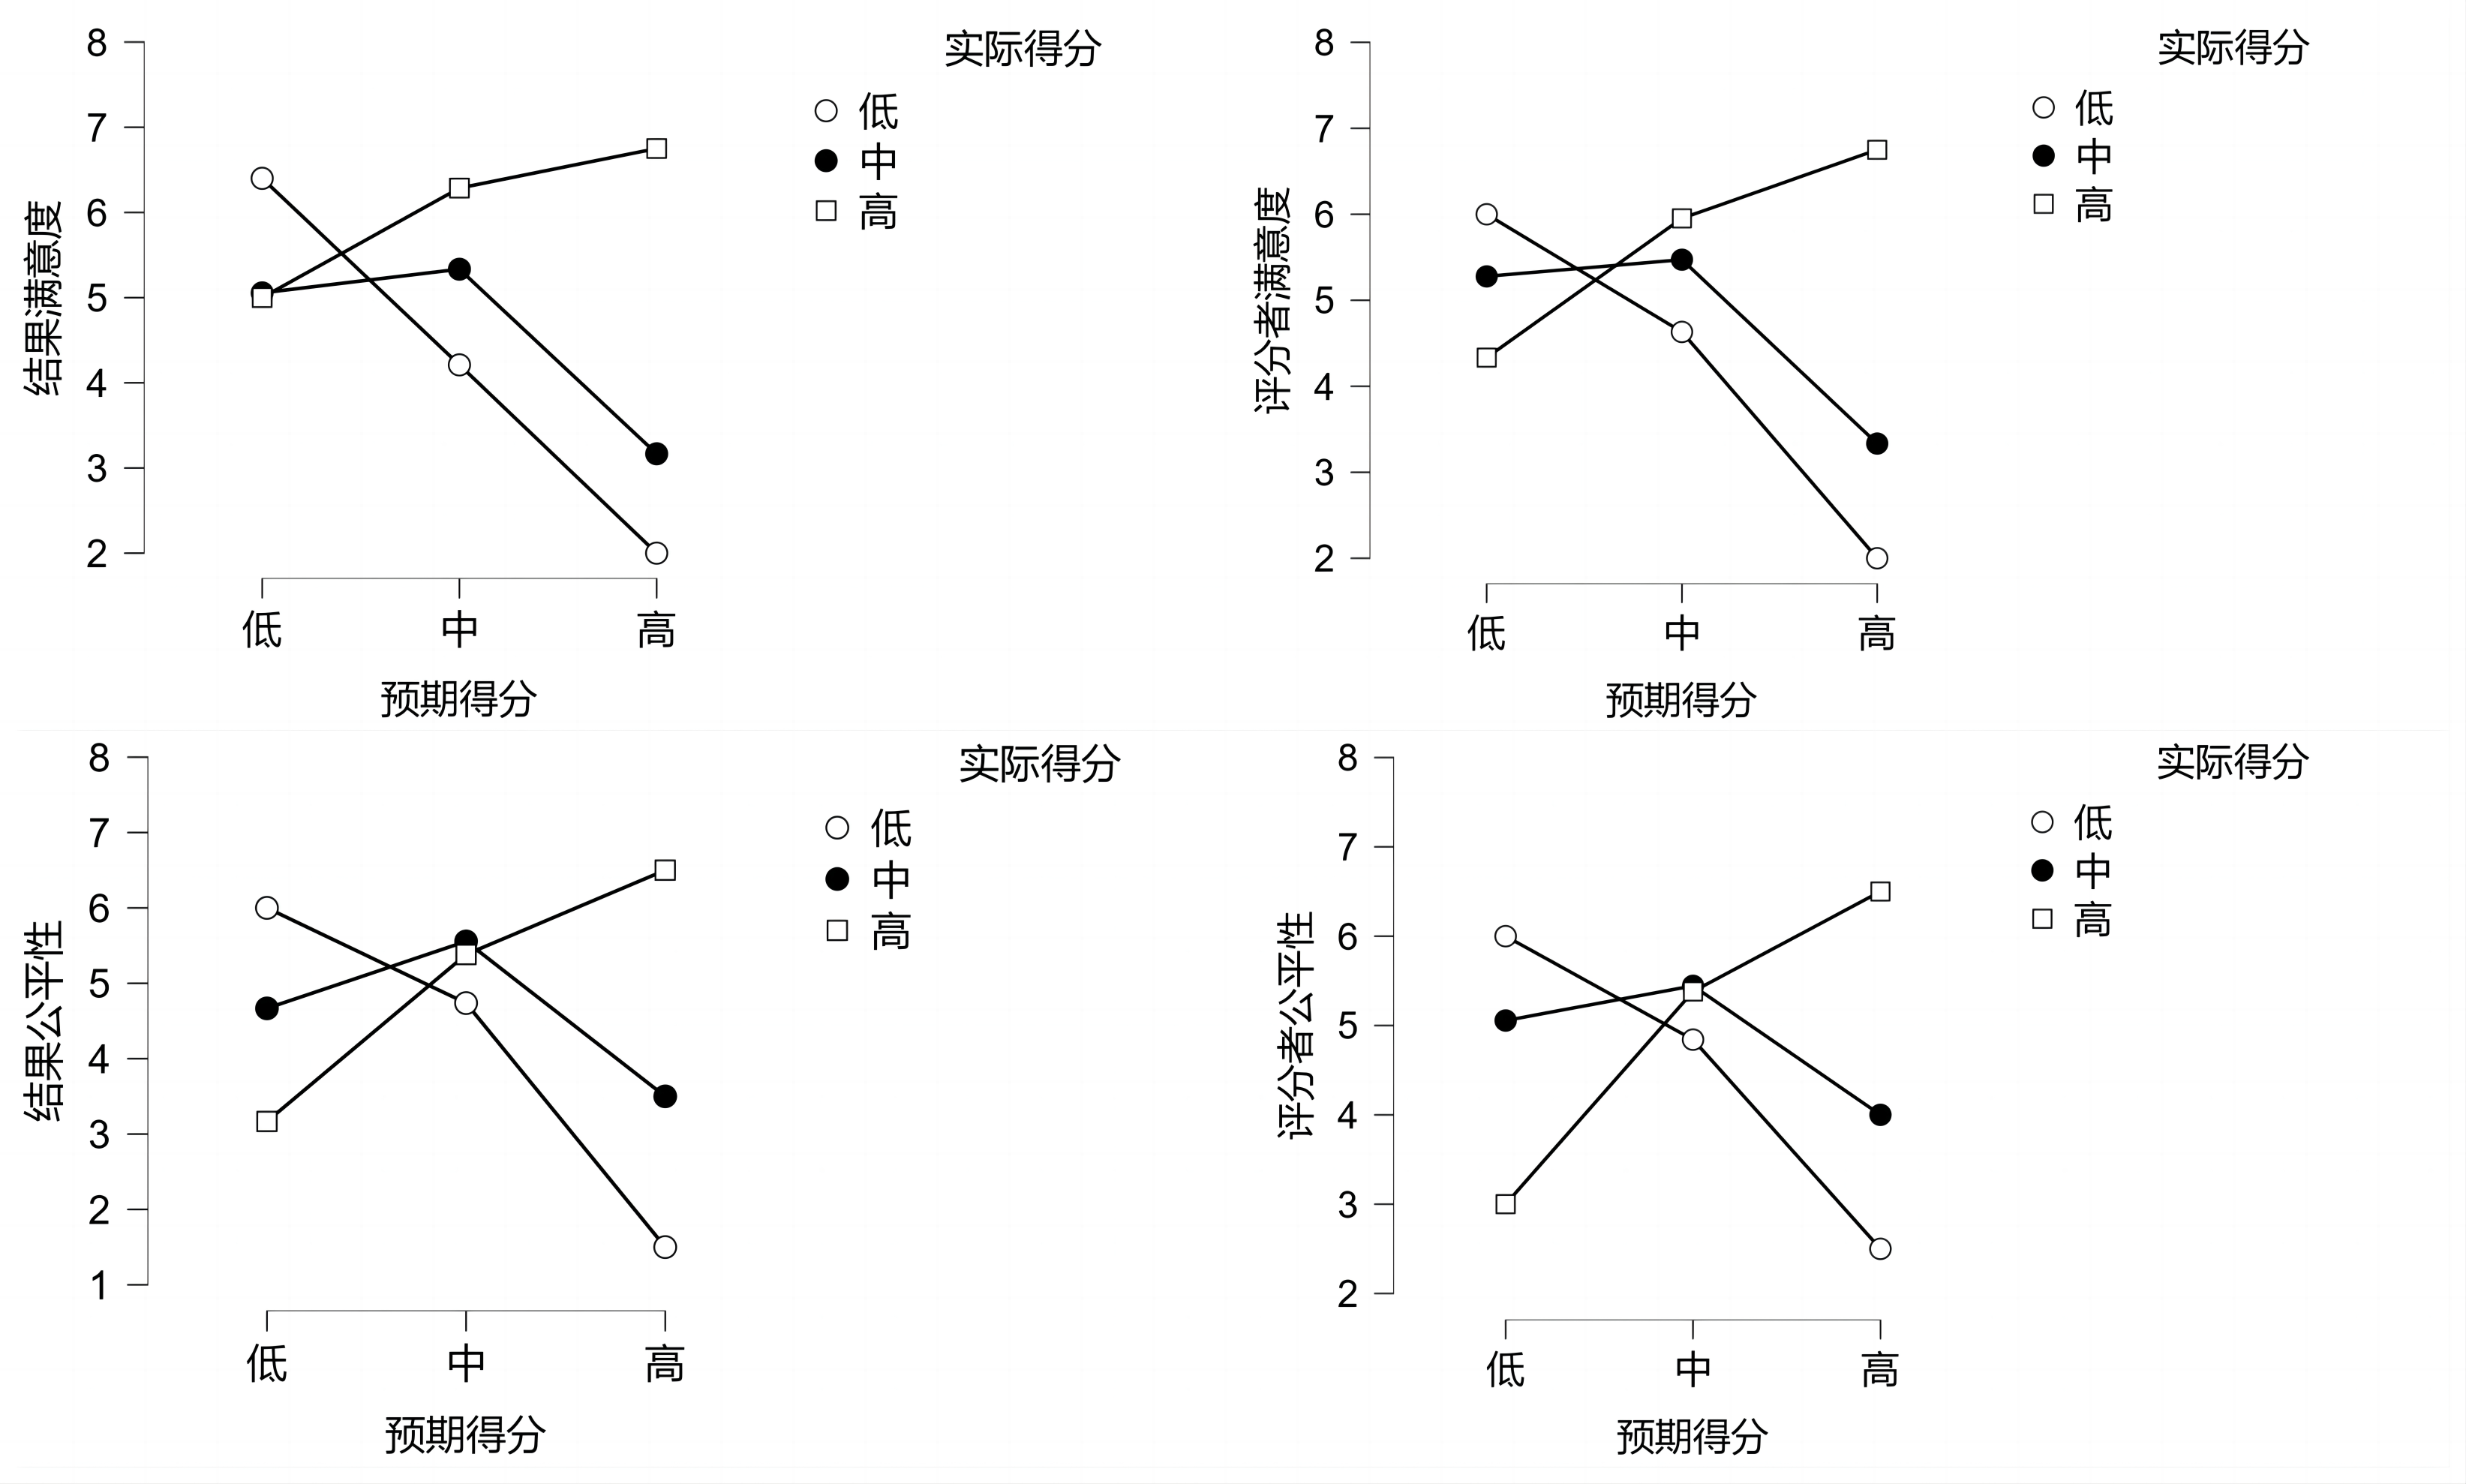 实际得分
低
中
高
8
7
6
5
4
3
2
结果满意度
低 中 高
预期得分
实际得分
低
中
高
8
7
6
5
4
3
2
评分者满意度
低 中 高
预期得分
实际得分
低
中
高
8
7
6
5
4
3
2
1
结果公平性
低 中 高
预期得分
实际得分
低
中
高
8
7
6
5
4
3
2
评分者公平性
低 中 高
预期得分